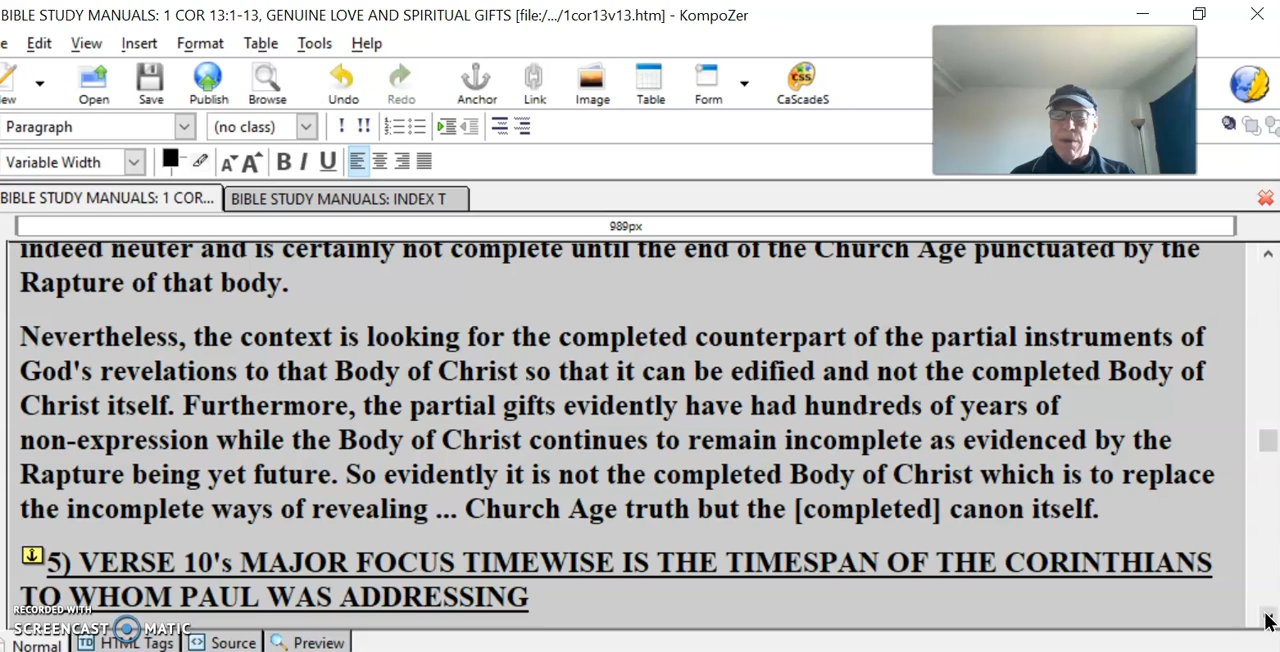 BIBLE STUDY MANUALS: 1 COR 13:1-13, GENUINE LOVE AND SPIRITUAL GIFTS [file:/.../1cor13v13.htm] - KompoZer
e Edit View Insert Format Table Tools Help
ew Open Save Publish Browse Undo Redo Anchor Link Image Table Form CaScadeS
Paragraph (no class) ! !!
Variable Width A A B I U
BIBLE STUDY MANUALS: 1 COR... BIBLE STUDY MANUALS: INDEX T
989px
indeed neuter and is certainly not complete until the end of the Church Age punctuated by the
Rapture of that body.
Nevertheless, the context is looking for the completed counterpart of the partial instruments of
God's revelations to that Body of Christ so that it can be edified and not the completed Body of
Christ itself. Furthermore, the partial gifts evidently have had hundreds of years of
non-expression while the Body of Christ continues to remain incomplete as evidenced by the
Rapture being yet future. So evidently it is not the completed Body of Christ which is to replace
the incomplete ways of revealing ... Church Age truth but the [completed] canon itself.
5) VERSE 10's MAJOR FOCUS TIMEWISE IS THE TIMESPAN OF THE CORINTHIANS
TO WHOM PAUL WAS ADDRESSING
RECORDED WITH
SCREENCAST MATIC
Normal TD HTML Tags <> Source Preview